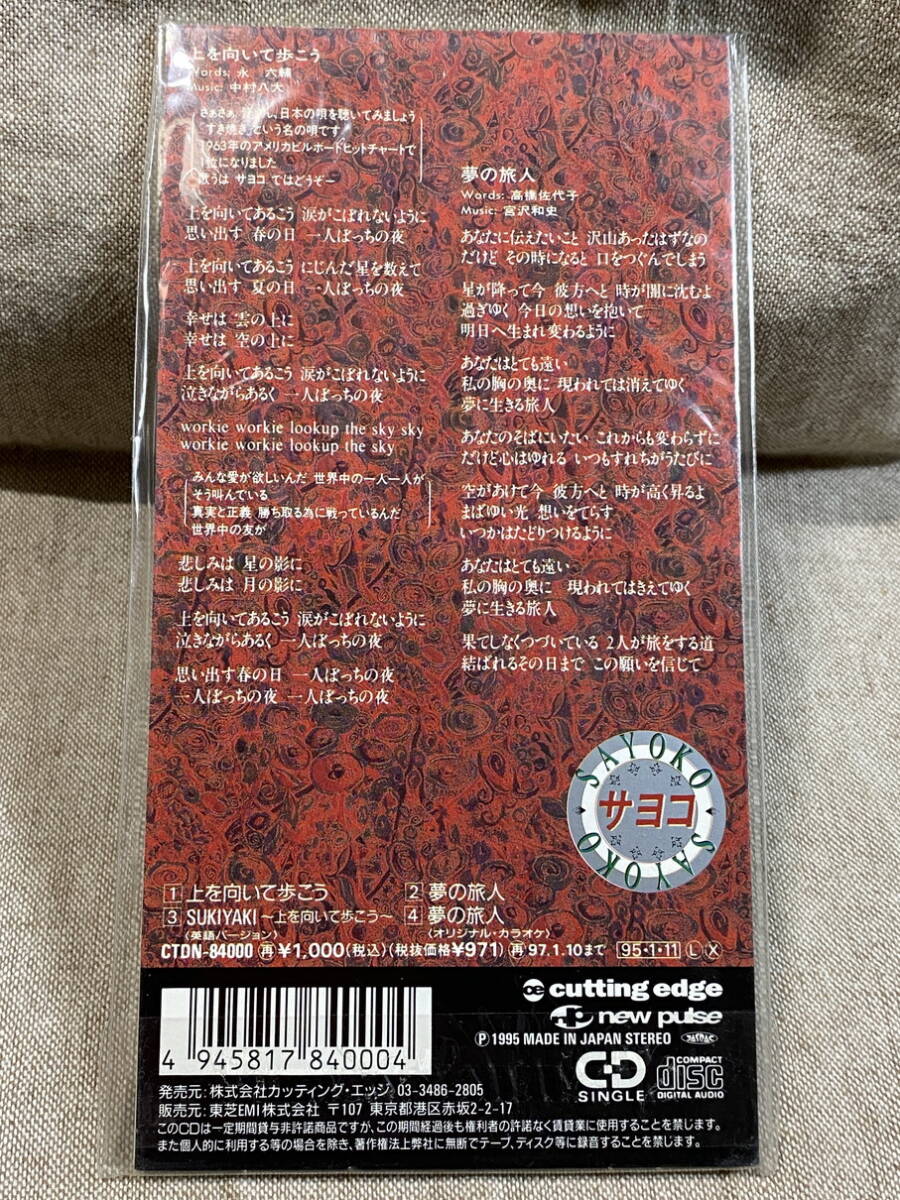 上を向いて歩こう
Words: 永 六輔
Music: 中村八大
さぁさぁ、 し、日本の唄を聴いてみましょう
“すき焼き”という名の唄です
1963年のアメリカビルボードヒットチャートで
1位になりました
歌うは サヨコ ではどうぞー
上を向いてあるこう 涙がこぼれないように
思い出す 春の日 一人ぼっちの夜
上を向いてあるこう にじんだ星を数えて
思い出す 夏の日 一人ぼっちの夜
幸せは 雲の上に
幸せは 空の上に
上を向いてあるこう 涙がこぼれないように
泣きながらあるく 一人ぼっちの夜
workie workie lookup the sky sky
workie workie lookup the sky
みんな愛が欲しいんだ 世界中の一人一人が
そう叫んでいる
真実と正義 勝ち取る為に戦っているんだ
世界中の友が
悲しみは 星の影に
悲しみは 月の影に
上を向いてあるこう 涙がこぼれないように
泣きながらあるく 一人ぼっちの夜
思い出す春の日 一人ぼっちの夜
一人ぼっちの夜 一人ぼっちの夜
夢の旅人
Words: 高橋佐代子
Music: 宮沢和史
あなたに伝えたいこと 沢山あったはずなの
だけど その時になると 口をつぐんでしまう
星が降って今 彼方へと 時が闇に沈むよ
過ぎゆく 今日の想いを抱いて
明日へ生まれ変わるように
あなたはとても遠い
私の胸の奥に 現われては消えてゆく
夢に生きる旅人
あなたのそばにいたい これからも変わらずに
だけど心はゆれる いつもすれちがうたびに
空があけて今 彼方へと 時が高く昇るよ
まばゆい光 想いをてらす
いつかはたどりつけるように
あなたはとても遠い
私の胸の奥に 現われてはきえてゆく
夢に生きる旅人
果てしなくつづいている 2人が旅をする道
結ばれるその日まで この願いを信じて
SAYOKO
サヨコ
SAYOKO
1 上を向いて歩こう 2 夢の旅人
3 SUKIYAKI 〜上を向いて歩こう〜 4 夢の旅人
〈英語バージョン〉 〈オリジナル・カラオケ〉
CTDN-84000 再 ¥1,000(税込)(税抜価格¥971) 再 97.1.10まで 95・1・11 L X
cutting edge
new pulse
Ⓟ 1995 MADE IN JAPAN STEREO JASRAC
CD SINGLE
COMPACT disc DIGITAL AUDIO
4 945817 840004
発売元: 株式会社カッティング・エッジ 03-3486-2805
販売元: 東芝EMI株式会社 〒107 東京都港区赤坂2-2-17
このCDは一定期間貸与非許諾商品ですが、この期間経過後も権利者の許諾なく賃貸業に使用することを禁じます。
また個人的に利用する等の場合を除き、著作権法上弊社に無断でテープ、ディスク等に録音することを禁じます。